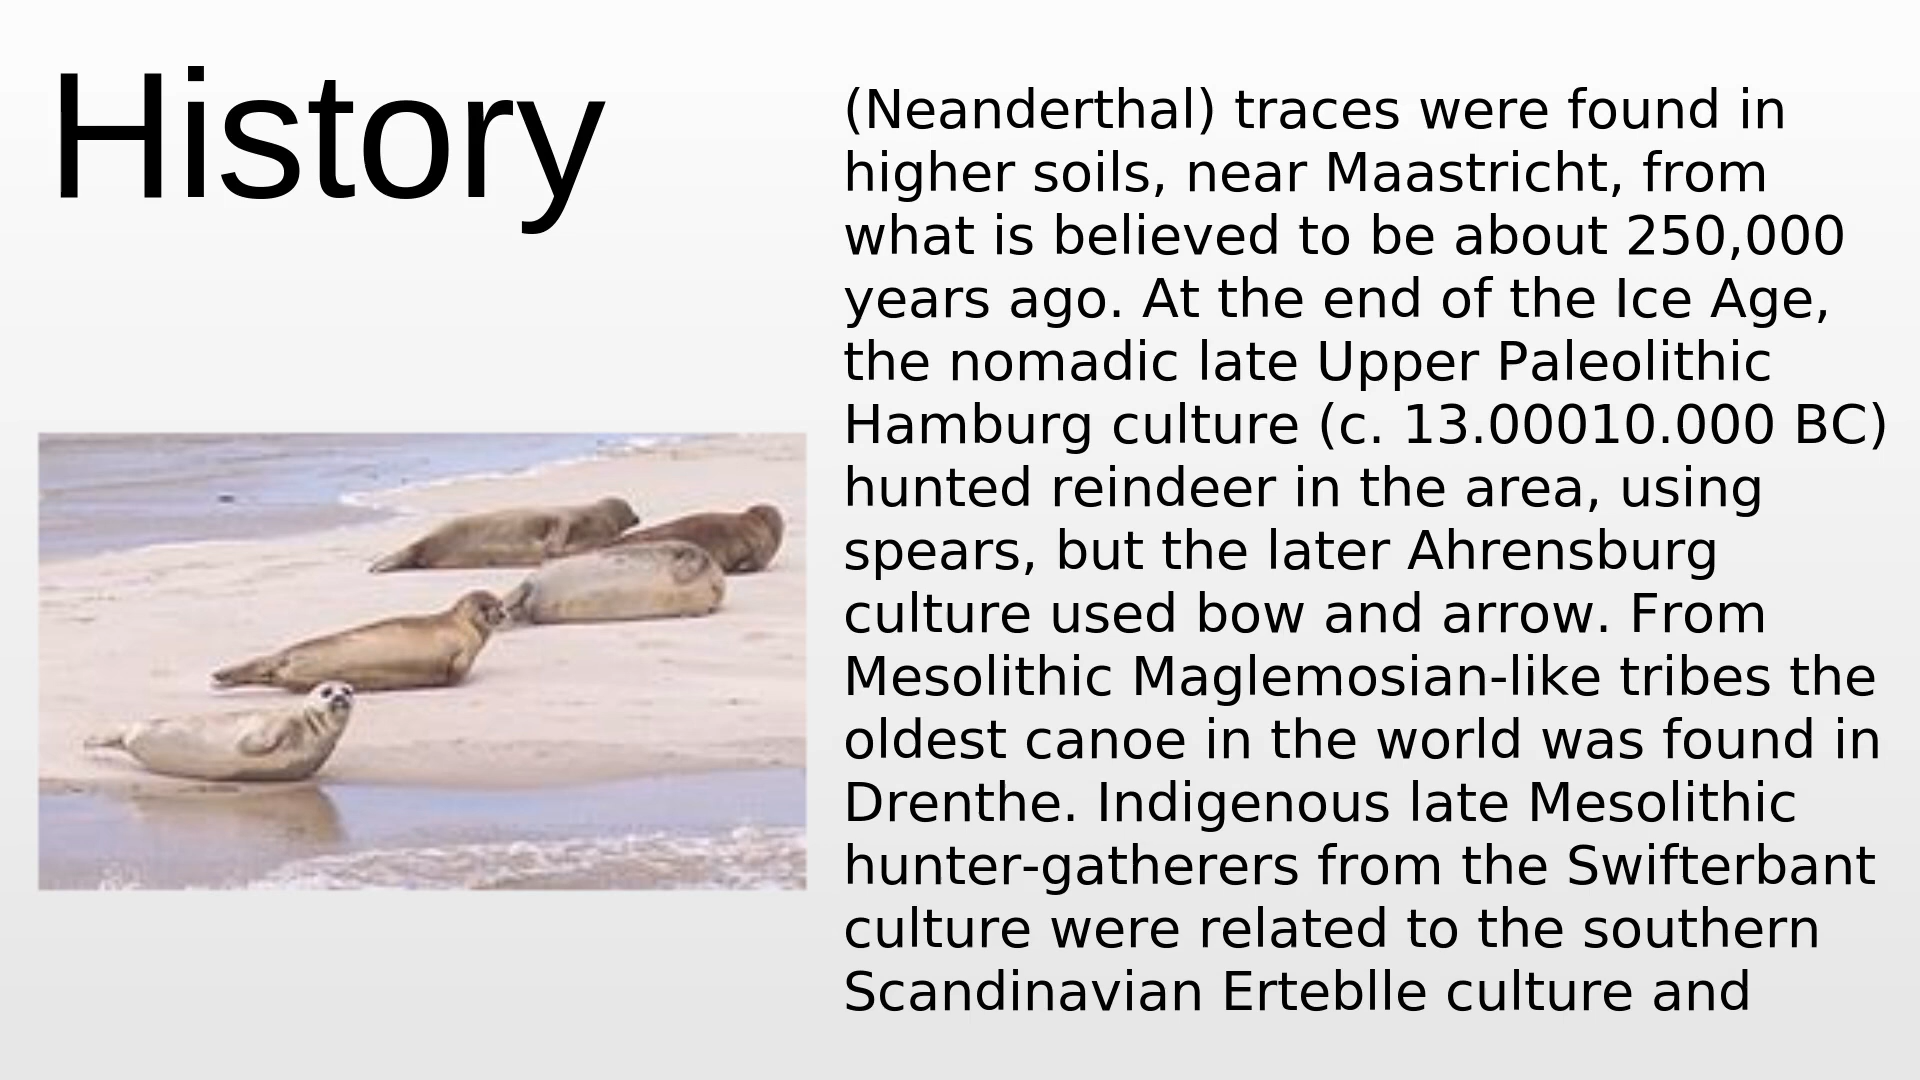 History
(Neanderthal) traces were found in
higher soils, near Maastricht, from
what is believed to be about 250,000
years ago. At the end of the Ice Age,
the nomadic late Upper Paleolithic
Hamburg culture (c. 13.00010.000 BC)
hunted reindeer in the area, using
spears, but the later Ahrensburg
culture used bow and arrow. From
Mesolithic Maglemosian-like tribes the
oldest canoe in the world was found in
Drenthe. Indigenous late Mesolithic
hunter-gatherers from the Swifterbant
culture were related to the southern
Scandinavian Erteblle culture and